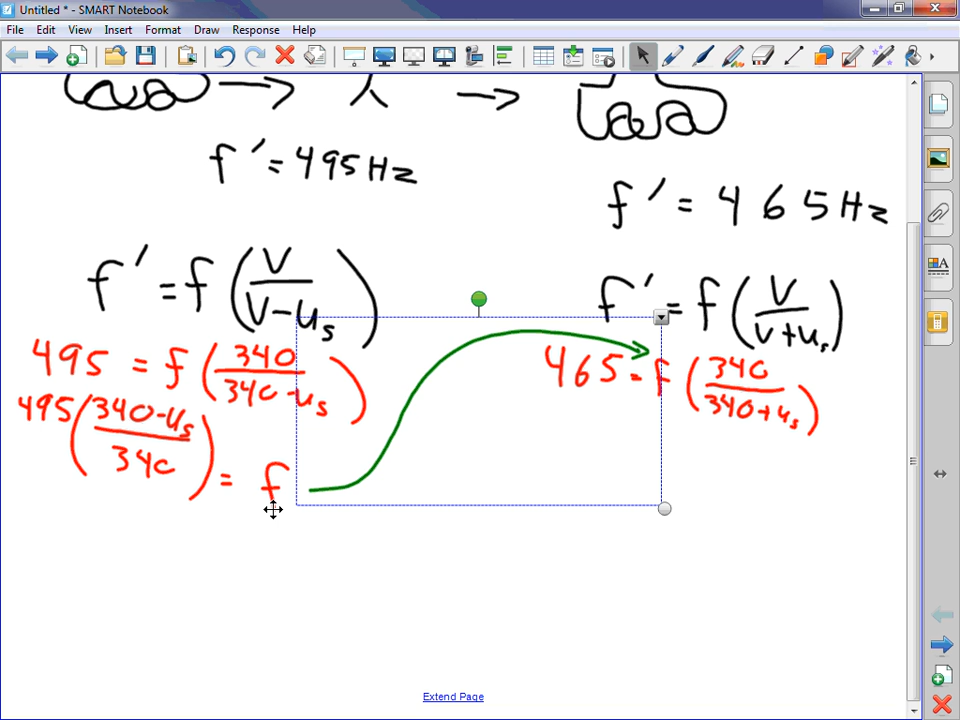 Untitled * - SMART Notebook
File Edit View Insert Format Draw Response Help
f' = 495 Hz
f' = 465 Hz
f' = f (V / V - us)
f' = f (V / V + us)
495 = f (340 / 340 - us)
465 = f (340 / 340 + us)
495 (340 - us / 340) = f
Extend Page